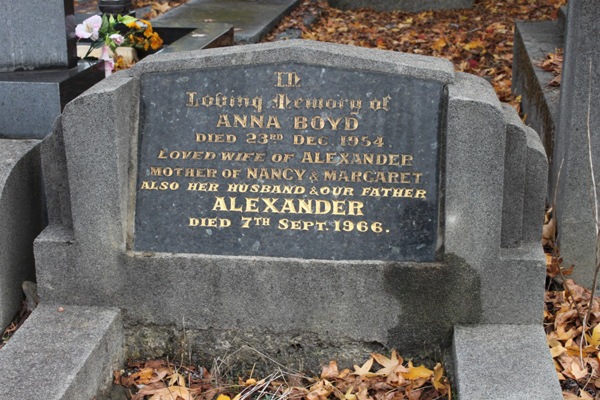 In
Loving Memory of
ANNA BOYD
DIED 23RD DEC. 1954
LOVED WIFE OF ALEXANDER
MOTHER OF NANCY & MARGARET
ALSO HER HUSBAND & OUR FATHER
ALEXANDER
DIED 7TH SEPT. 1966.